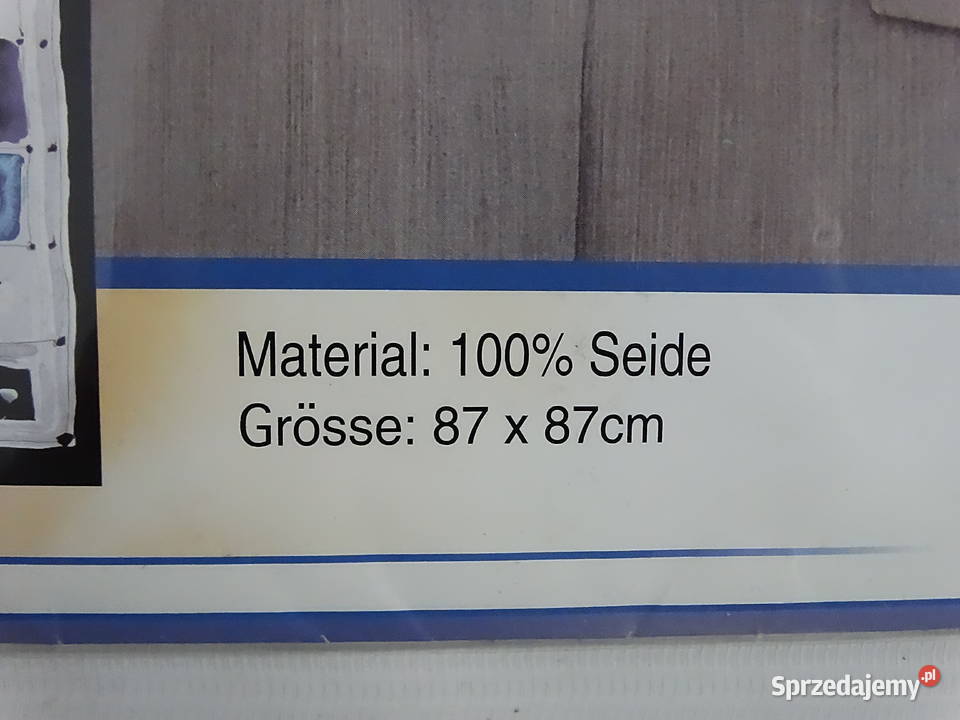 Material: 100% Seide
Grösse: 87 x 87cm
Sprzedajemy.pl